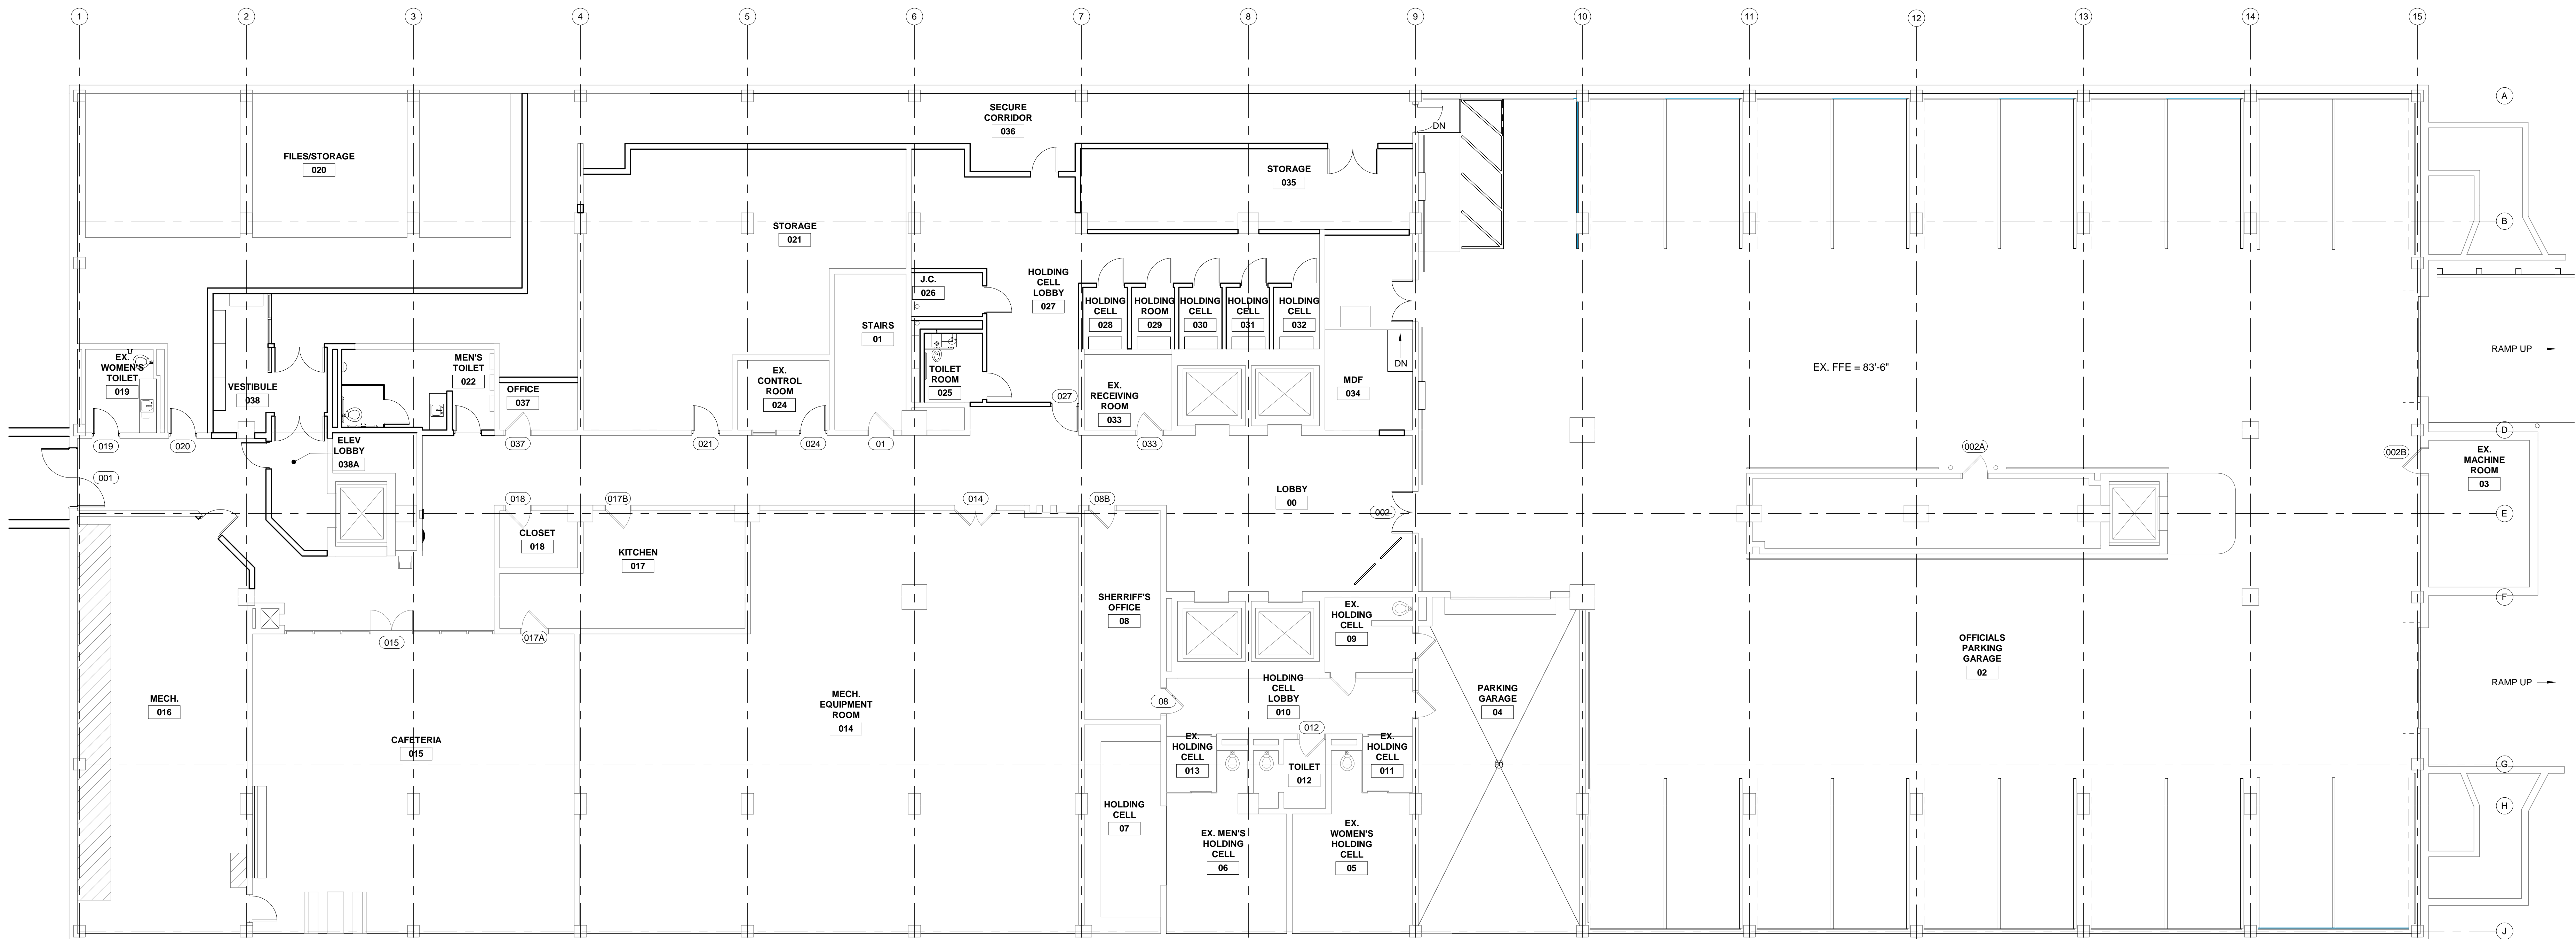 1 2 3 4 5 6 7 8 9 10 11 12 13 14 15
A
SECURE
CORRIDOR
036
DN
FILES/STORAGE
020
STORAGE
035
B
STORAGE
021
HOLDING
CELL
LOBBY
027
J.C.
026
HOLDING
CELL
028
HOLDING
ROOM
029
HOLDING
CELL
030
HOLDING
CELL
031
HOLDING
CELL
032
STAIRS
01
EX.
WOMEN'S
TOILET
019
MEN'S
TOILET
022
VESTIBULE
038
OFFICE
037
EX.
CONTROL
ROOM
024
TOILET
ROOM
025
EX.
RECEIVING
ROOM
033
MDF
034
DN
EX. FFE = 83'-6"
RAMP UP
027
D
019
020
ELEV
LOBBY
038A
037
021
024
01
033
002A
002B
EX.
MACHINE
ROOM
03
001
018
017B
014
08B
LOBBY
00
002
E
CLOSET
018
KITCHEN
017
SHERRIFF'S
OFFICE
08
EX.
HOLDING
CELL
09
F
015
017A
OFFICIALS
PARKING
GARAGE
02
MECH.
016
MECH.
EQUIPMENT
ROOM
014
08
HOLDING
CELL
LOBBY
010
PARKING
GARAGE
04
RAMP UP
CAFETERIA
015
012
EX.
HOLDING
CELL
013
TOILET
012
EX.
HOLDING
CELL
011
G
HOLDING
CELL
07
H
EX. MEN'S
HOLDING
CELL
06
EX.
WOMEN'S
HOLDING
CELL
05
J